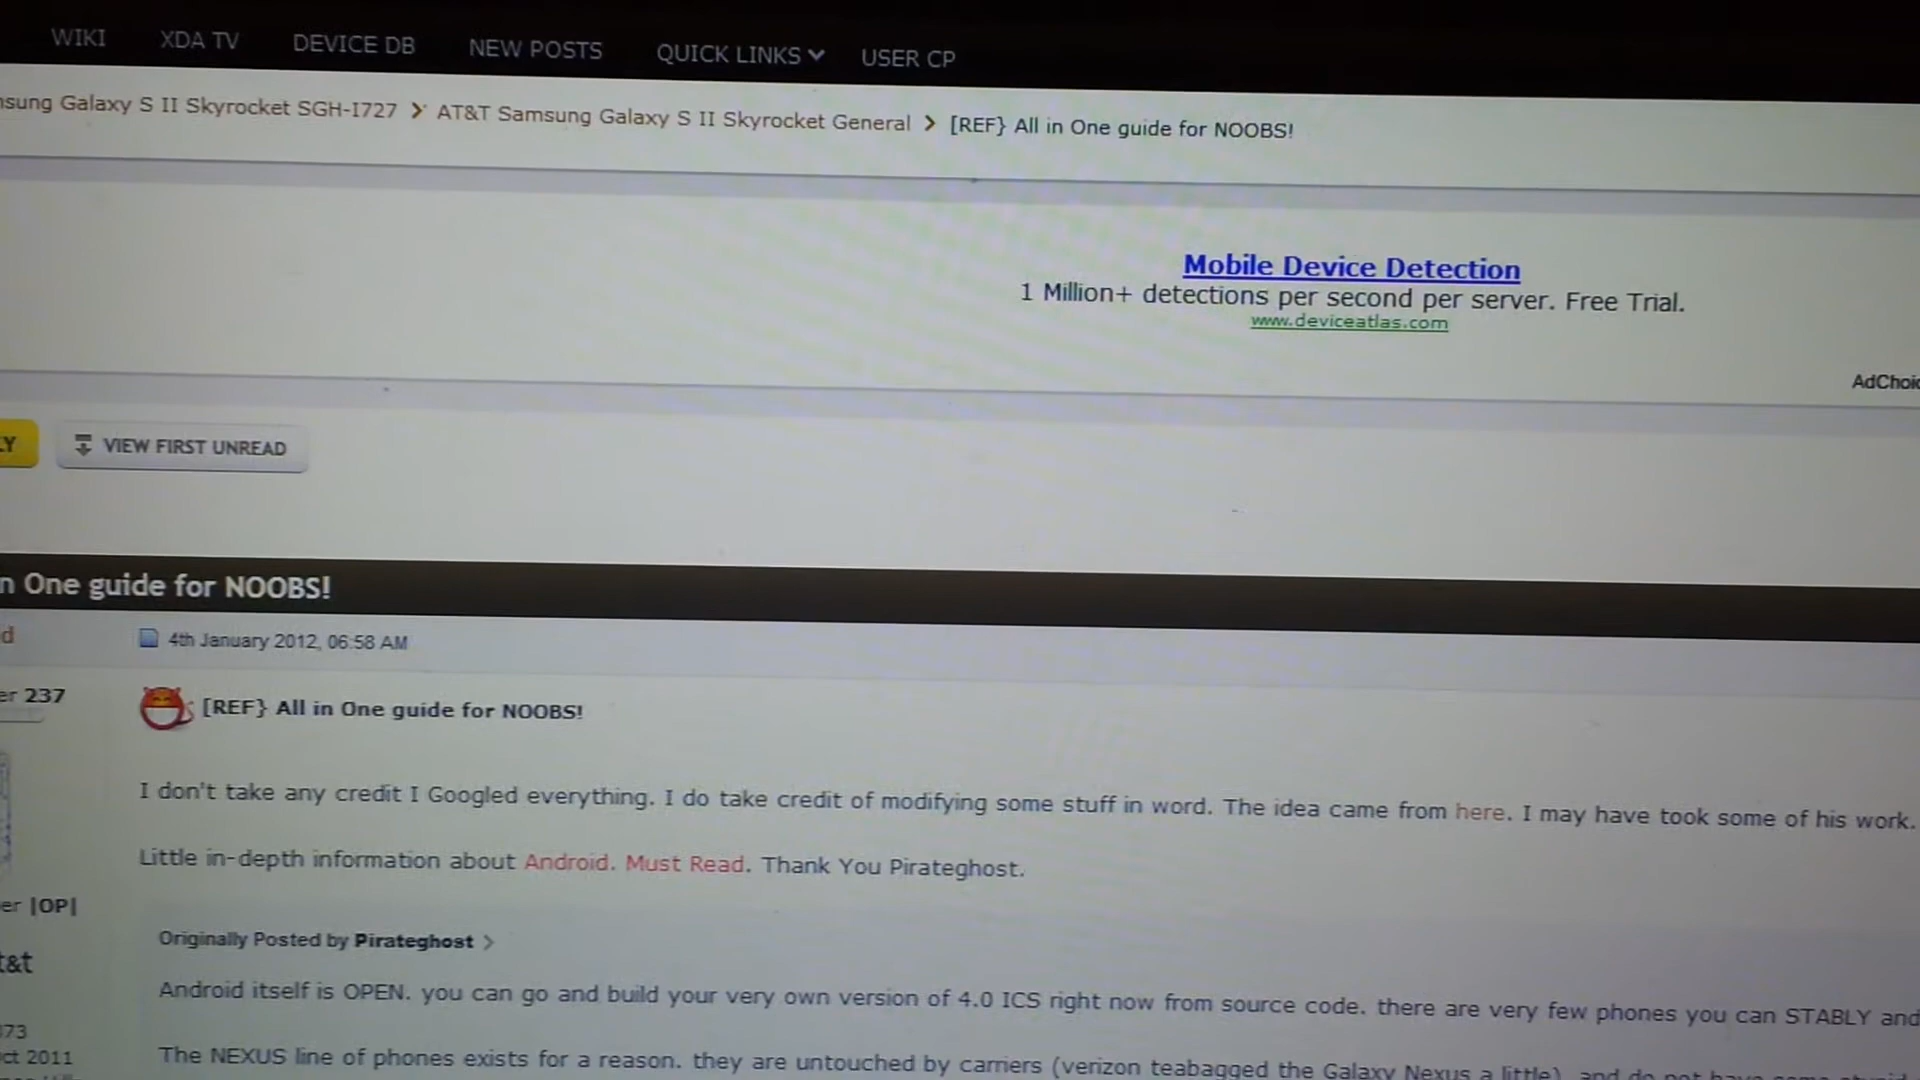 WIKI XDA TV DEVICE DB NEW POSTS QUICK LINKS USER CP
Galaxy S II Skyrocket SGH-I727 > AT&T Samsung Galaxy S II Skyrocket General > [REF} All in One guide for NOOBS!
Mobile Device Detection
1 Million+ detections per second per server. Free Trial.
www.deviceatlas.com
VIEW FIRST UNREAD
One guide for NOOBS!
4th January 2012, 06:58 AM
237
[REF} All in One guide for NOOBS!
I don't take any credit I Googled everything. I do take credit of modifying some stuff in word. The idea came from here. I may have took some of his work.
Little in-depth information about Android. Must Read. Thank You Pirateghost.
|OP|
Originally Posted by Pirateghost >
Android itself is OPEN. you can go and build your very own version of 4.0 ICS right now from source code. there are very few phones you can STABLY and
2011
The NEXUS line of phones exists for a reason. they are untouched by carriers (verizon teabagged the Galaxy Nexus a little), and do not have some